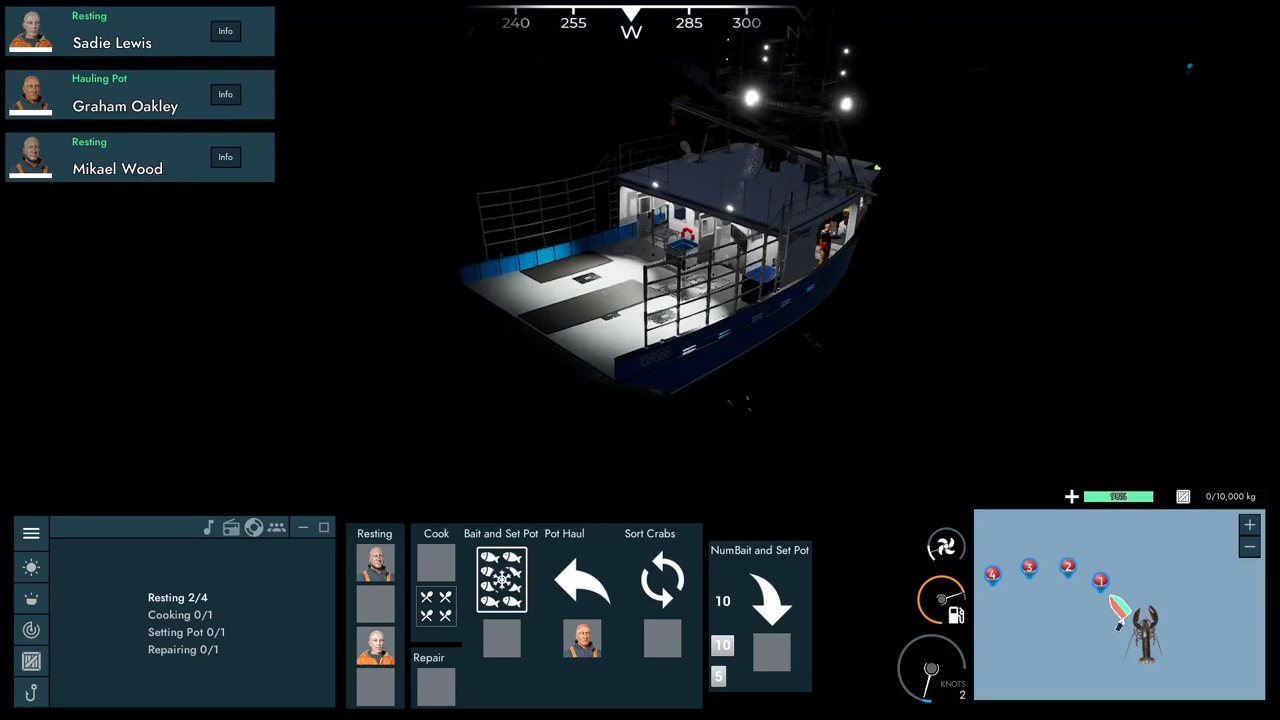 Resting
Sadie Lewis
Info
Hauling Pot
Graham Oakley
Info
Resting
Mikael Wood
Info
240 255 W 285 300
98%
0/10,000 kg
Resting 2/4
Cooking 0/1
Setting Pot 0/1
Repairing 0/1
Resting
Cook
Bait and Set Pot
Pot Haul
Sort Crabs
Repair
NumBait and Set Pot
10
10
5
KNOTS
2
4 3 2 1